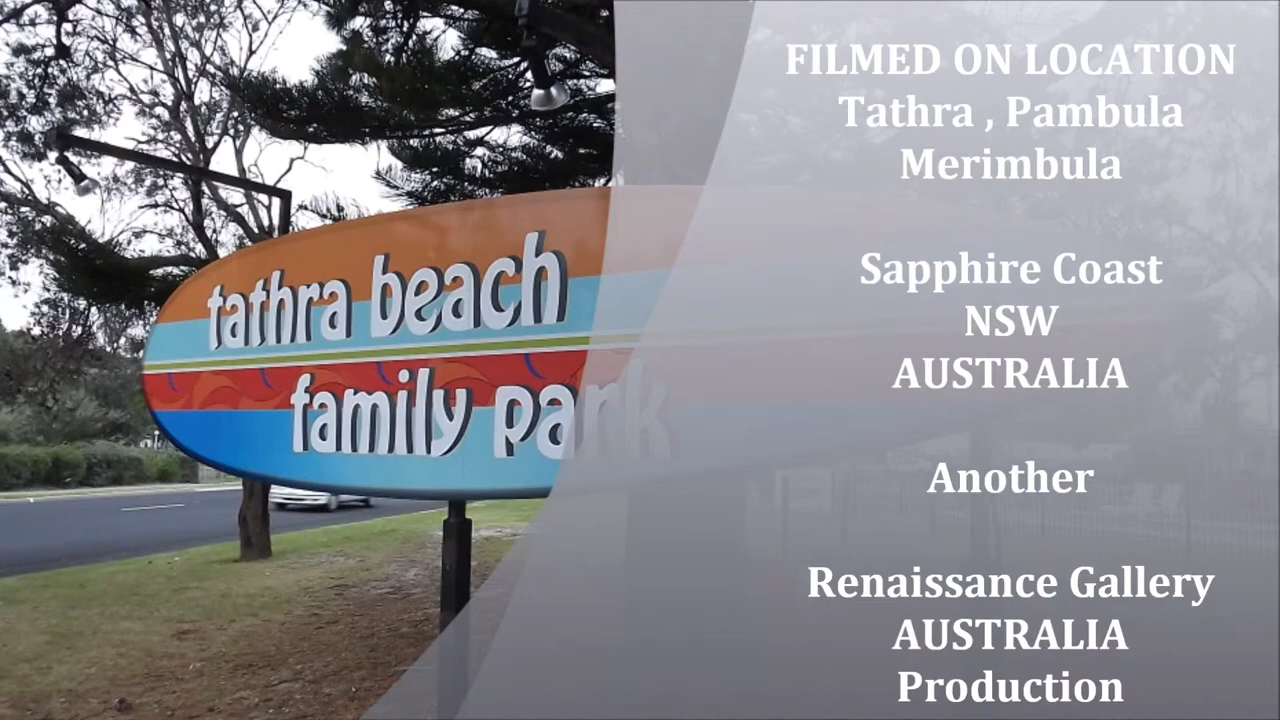 tathra beach
family park
FILMED ON LOCATION
Tathra , Pambula
Merimbula
Sapphire Coast
NSW
AUSTRALIA
Another
Renaissance Gallery
AUSTRALIA
Production